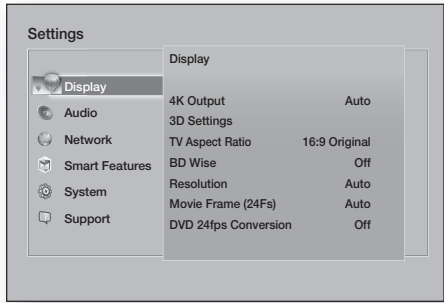 Settings
Display
Audio
Network
Smart Features
System
Support
Display
4K Output Auto
3D Settings
TV Aspect Ratio 16:9 Original
BD Wise Off
Resolution Auto
Movie Frame (24Fs) Auto
DVD 24fps Conversion Off